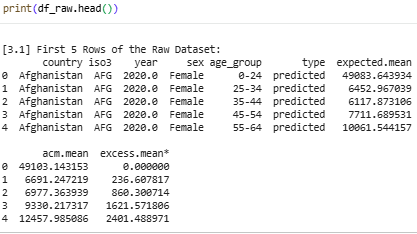 print(df_raw.head())
[3.1] First 5 Rows of the Raw Dataset:
country iso3 year sex age_group type expected.mean
0 Afghanistan AFG 2020.0 Female 0-24 predicted 49083.643934
1 Afghanistan AFG 2020.0 Female 25-34 predicted 6452.967039
2 Afghanistan AFG 2020.0 Female 35-44 predicted 6117.873106
3 Afghanistan AFG 2020.0 Female 45-54 predicted 7711.689531
4 Afghanistan AFG 2020.0 Female 55-64 predicted 10061.544157
acm.mean excess.mean*
0 49103.143153 0.000000
1 6691.247219 236.607817
2 6977.363939 860.300714
3 9330.217317 1621.571806
4 12457.985086 2401.488971